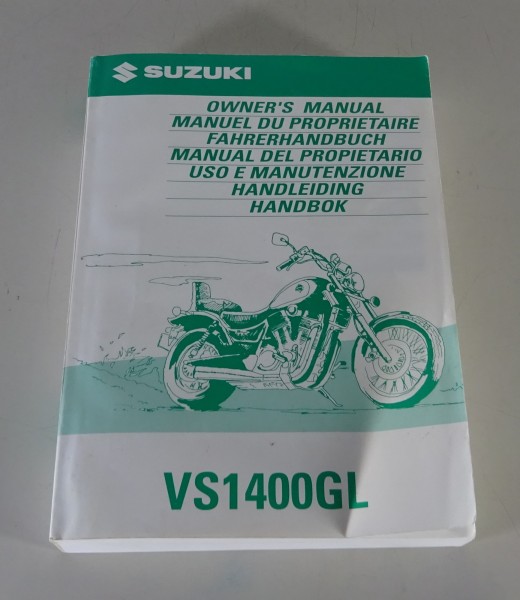 SUZUKI
OWNER'S MANUAL
MANUEL DU PROPRIETAIRE
FAHRERHANDBUCH
MANUAL DEL PROPIETARIO
USO E MANUTENZIONE
HANDLEIDING
HANDBOK
VS1400GL